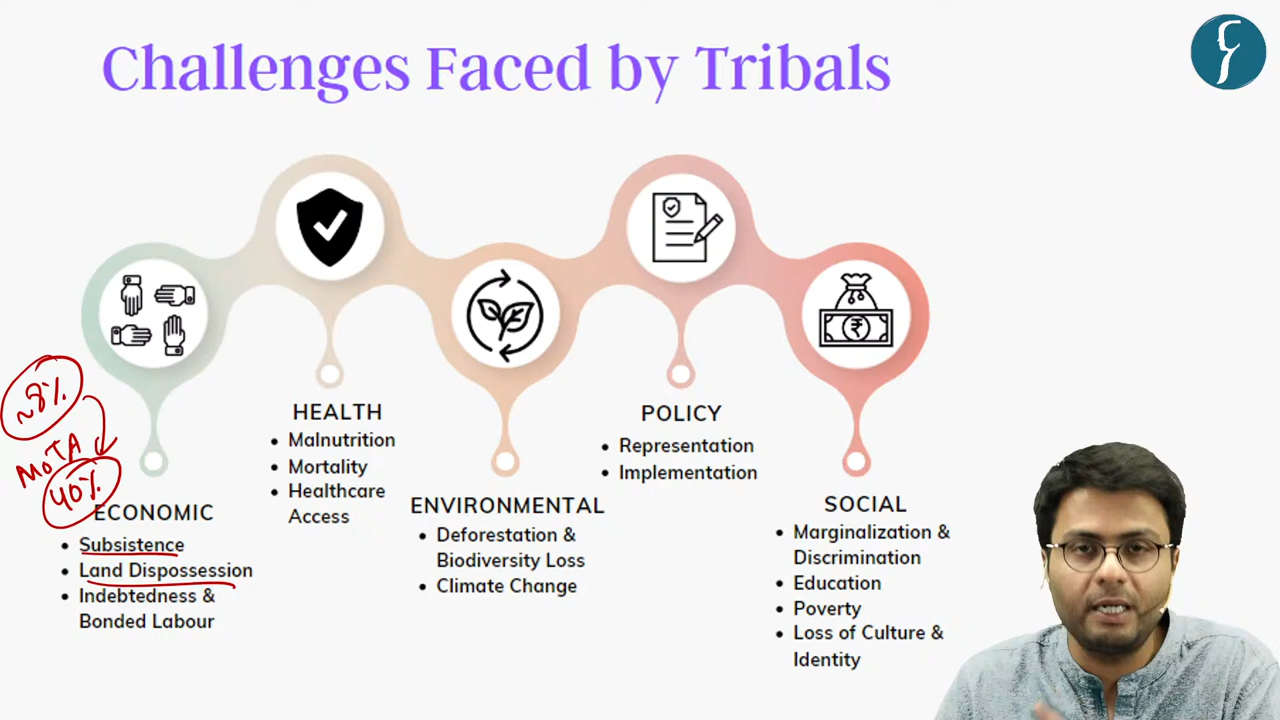 Challenges Faced by Tribals
~8%
MoTA
40%
ECONOMIC
• Subsistence
• Land Dispossession
• Indebtedness &
Bonded Labour
HEALTH
• Malnutrition
• Mortality
• Healthcare
Access
ENVIRONMENTAL
• Deforestation &
Biodiversity Loss
• Climate Change
POLICY
• Representation
• Implementation
₹
SOCIAL
• Marginalization &
Discrimination
• Education
• Poverty
• Loss of Culture &
Identity